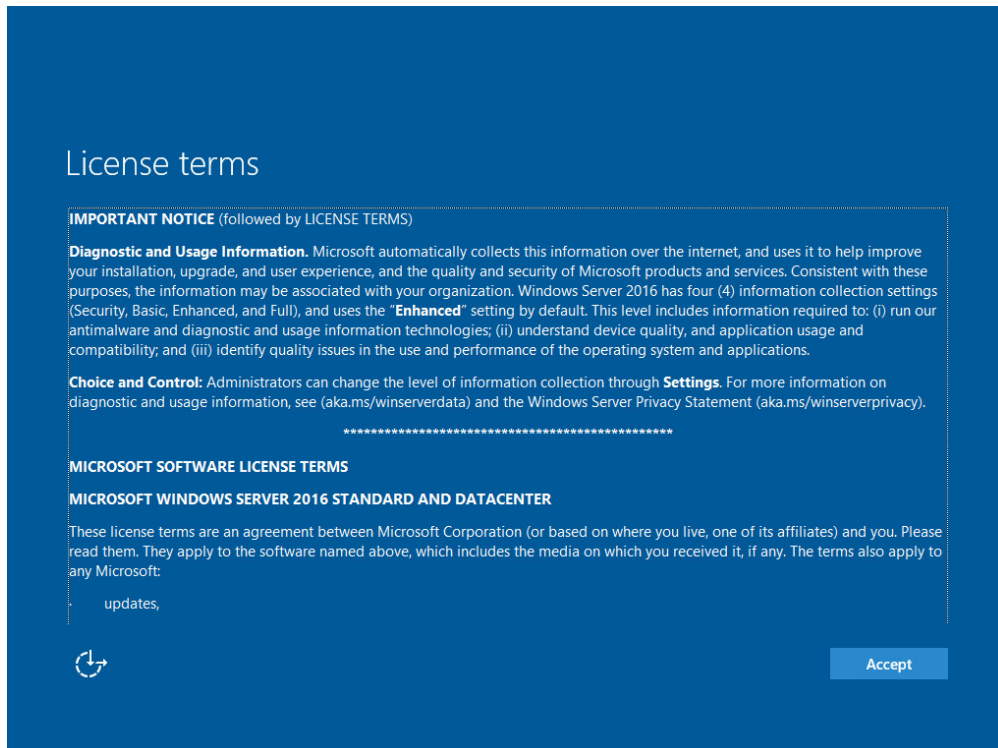 License terms
IMPORTANT NOTICE (followed by LICENSE TERMS)
Diagnostic and Usage Information. Microsoft automatically collects this information over the internet, and uses it to help improve
your installation, upgrade, and user experience, and the quality and security of Microsoft products and services. Consistent with these
purposes, the information may be associated with your organization. Windows Server 2016 has four (4) information collection settings
(Security, Basic, Enhanced, and Full), and uses the “Enhanced” setting by default. This level includes information required to: (i) run our
antimalware and diagnostic and usage information technologies; (ii) understand device quality, and application usage and
compatibility; and (iii) identify quality issues in the use and performance of the operating system and applications.
Choice and Control: Administrators can change the level of information collection through Settings. For more information on
diagnostic and usage information, see (aka.ms/winserverdata) and the Windows Server Privacy Statement (aka.ms/winserverprivacy).
************************************************
MICROSOFT SOFTWARE LICENSE TERMS
MICROSOFT WINDOWS SERVER 2016 STANDARD AND DATACENTER
These license terms are an agreement between Microsoft Corporation (or based on where you live, one of its affiliates) and you. Please
read them. They apply to the software named above, which includes the media on which you received it, if any. The terms also apply to
any Microsoft:
· updates,
Accept